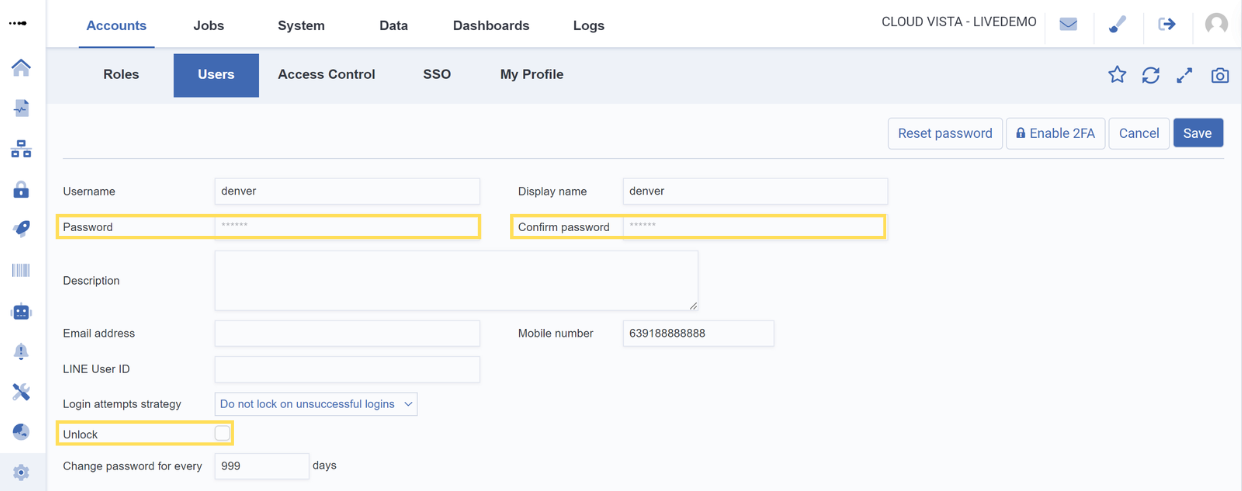 Accounts Jobs System Data Dashboards Logs CLOUD VISTA - LIVEDEMO
Roles Users Access Control SSO My Profile
Reset password Enable 2FA Cancel Save
Username denver Display name denver
Password ****** Confirm password ******
Description
Email address Mobile number 639188888888
LINE User ID
Login attempts strategy Do not lock on unsuccessful logins
Unlock
Change password for every 999 days